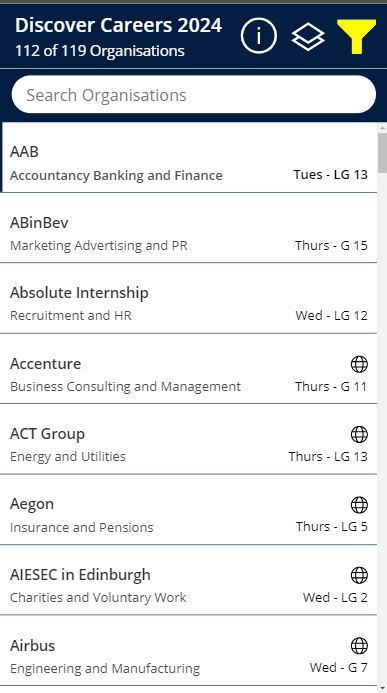 Discover Careers 2024
112 of 119 Organisations
i
Search Organisations
AAB
Accountancy Banking and Finance Tues - LG 13
ABinBev
Marketing Advertising and PR Thurs - G 15
Absolute Internship
Recruitment and HR Wed - LG 12
Accenture
Business Consulting and Management Thurs - G 11
ACT Group
Energy and Utilities Thurs - LG 13
Aegon
Insurance and Pensions Thurs - LG 5
AIESEC in Edinburgh
Charities and Voluntary Work Wed - LG 2
Airbus
Engineering and Manufacturing Wed - G 7